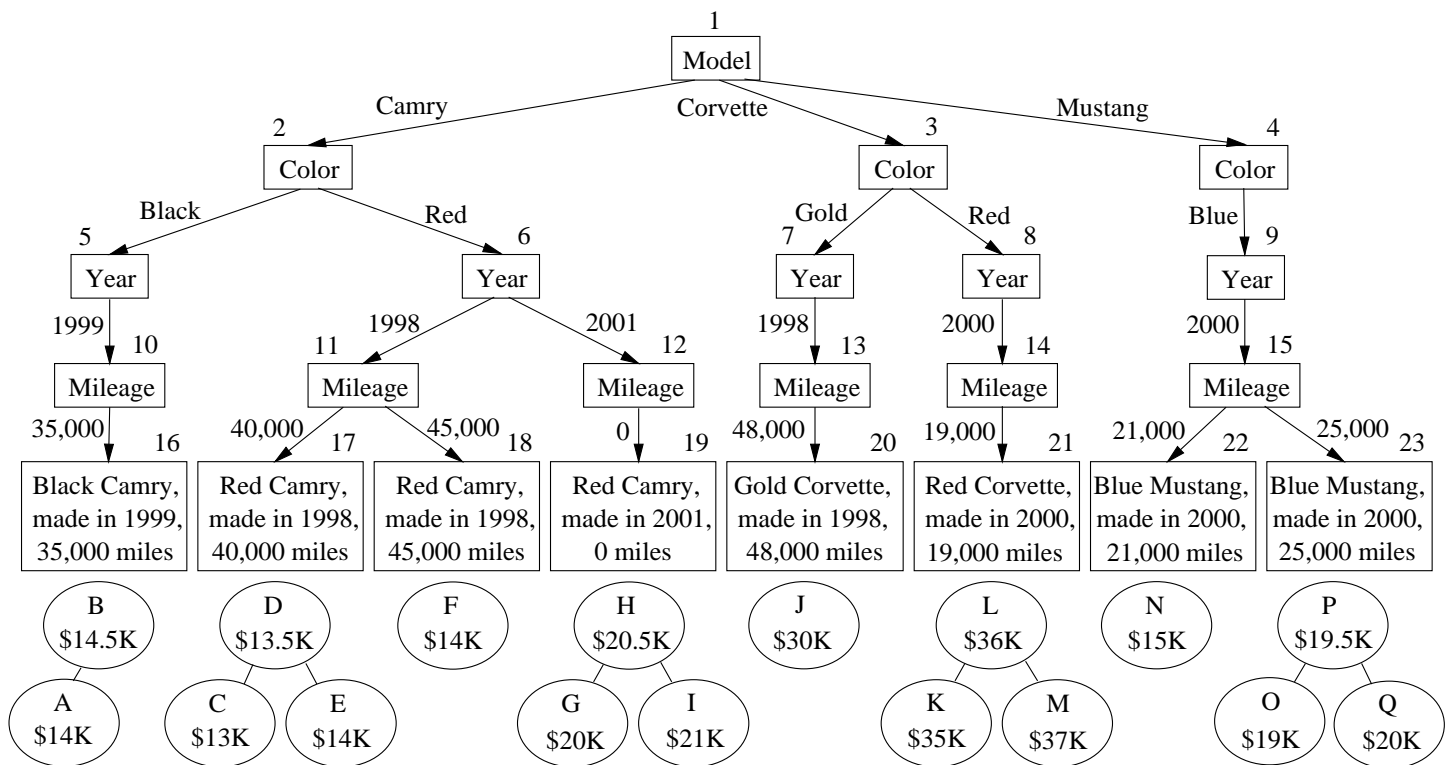 1
Model
Camry
Corvette
Mustang
2
3
4
Color
Color
Color
Black
Red
Gold
Red
Blue
5
6
7
8
9
Year
Year
Year
Year
Year
1999
1998
2001
1998
2000
2000
10
11
12
13
14
15
Mileage
Mileage
Mileage
Mileage
Mileage
Mileage
35,000
40,000
45,000
0
48,000
19,000
21,000
25,000
16
17
18
19
20
21
22
23
Black Camry,
made in 1999,
35,000 miles
Red Camry,
made in 1998,
40,000 miles
Red Camry,
made in 1998,
45,000 miles
Red Camry,
made in 2001,
0 miles
Gold Corvette,
made in 1998,
48,000 miles
Red Corvette,
made in 2000,
19,000 miles
Blue Mustang,
made in 2000,
21,000 miles
Blue Mustang,
made in 2000,
25,000 miles
B
$14.5K
D
$13.5K
F
$14K
H
$20.5K
J
$30K
L
$36K
N
$15K
P
$19.5K
A
$14K
C
$13K
E
$14K
G
$20K
I
$21K
K
$35K
M
$37K
O
$19K
Q
$20K